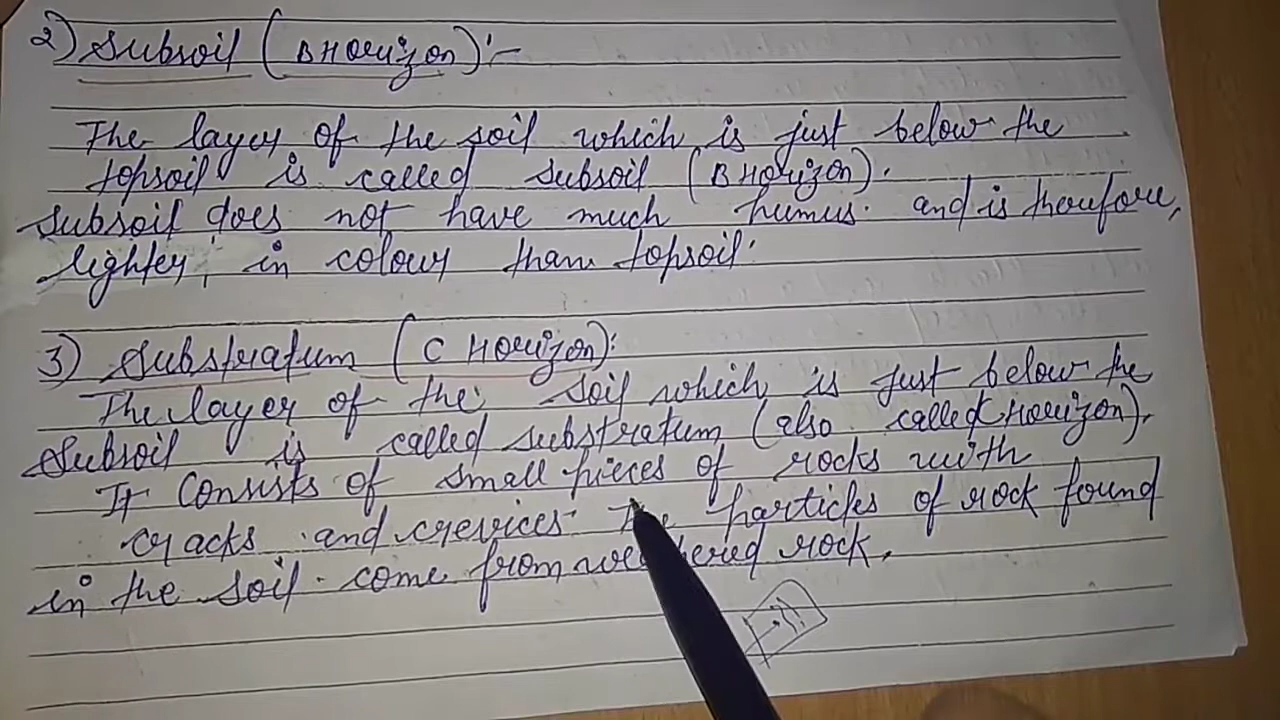 2) Subsoil (B Horizon):-
The layer of the soil which is just below the
topsoil is called subsoil (B Horizon).
subsoil does not have much humus. and is therefore,
lighter, in colour than topsoil.
3) Substratum (C Horizon):
The layer of the soil which is just below the
subsoil is called substratum (also called C Horizon).
It consists of small pieces of rocks with
cracks and crevices. The particles of rock found
in the soil come from rock.